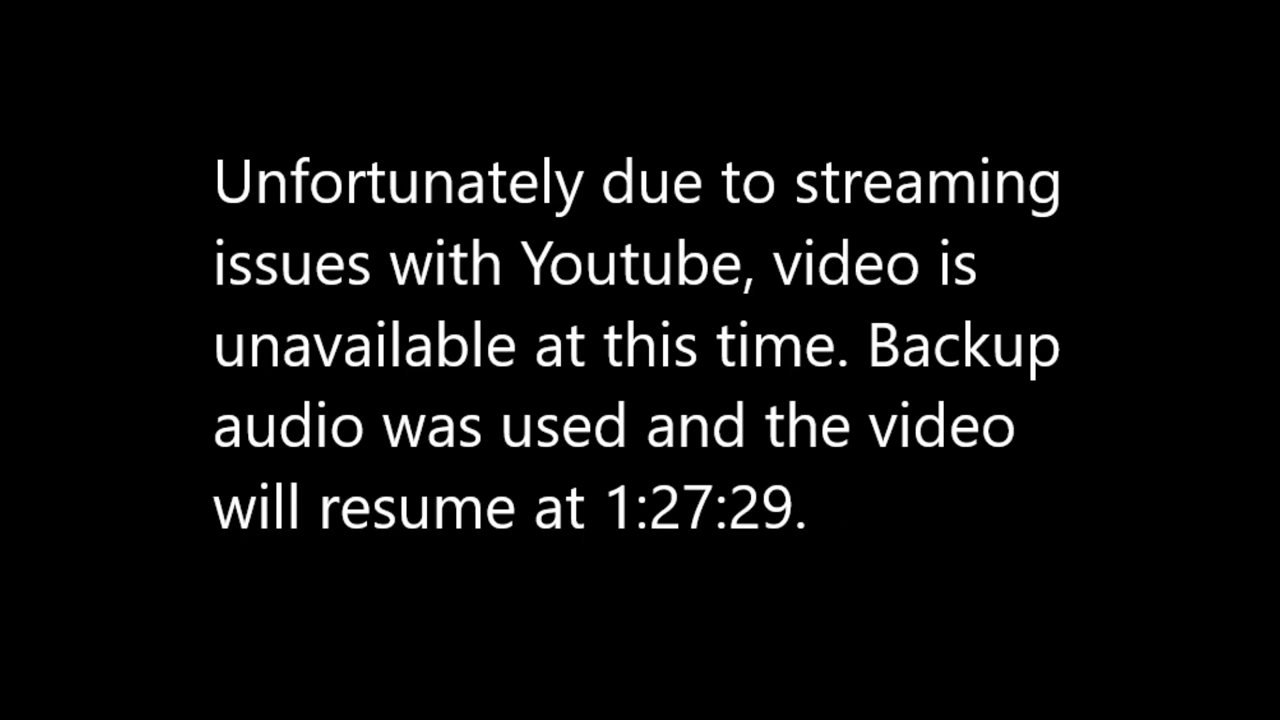 Unfortunately due to streaming
issues with Youtube, video is
unavailable at this time. Backup
audio was used and the video
will resume at 1:27:29.